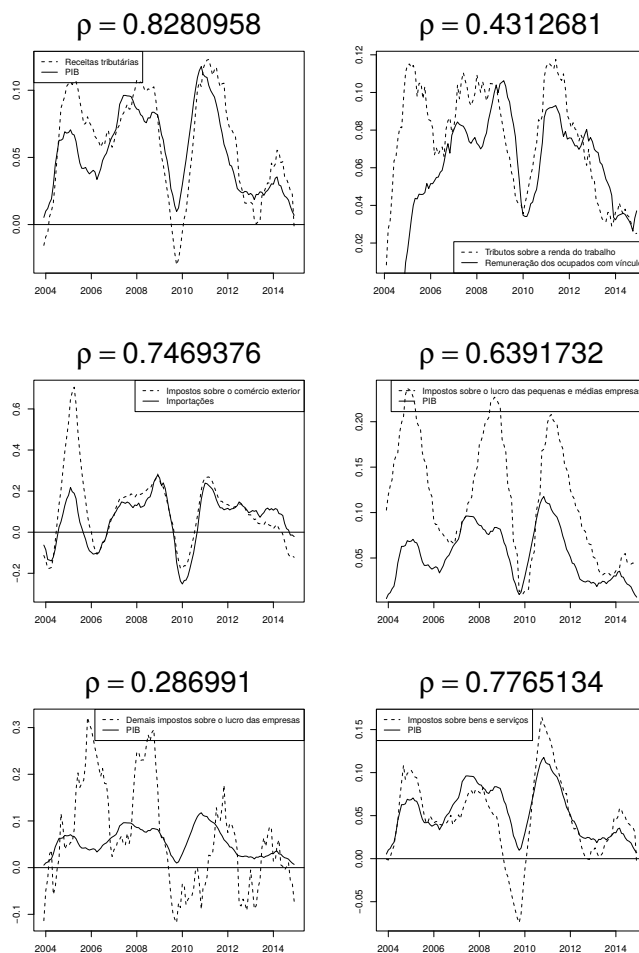 ρ = 0.8280958
Receitas tributárias
PIB
0.00 0.05 0.10
2004 2006 2008 2010 2012 2014
ρ = 0.4312681
Tributos sobre a renda do trabalho
Remuneração dos ocupados com víncul
0.02 0.04 0.06 0.08 0.10 0.12
2004 2006 2008 2010 2012 2014
ρ = 0.7469376
Impostos sobre o comércio exterior
Importações
−0.2 0.0 0.2 0.4 0.6
2004 2006 2008 2010 2012 2014
ρ = 0.6391732
Impostos sobre o lucro das pequenas e médias empresa
PIB
0.05 0.10 0.15 0.20
2004 2006 2008 2010 2012 2014
ρ = 0.286991
Demais impostos sobre o lucro das empresas
PIB
−0.1 0.0 0.1 0.2 0.3
2004 2006 2008 2010 2012 2014
ρ = 0.7765134
Impostos sobre bens e serviços
PIB
−0.05 0.00 0.05 0.10 0.15
2004 2006 2008 2010 2012 2014